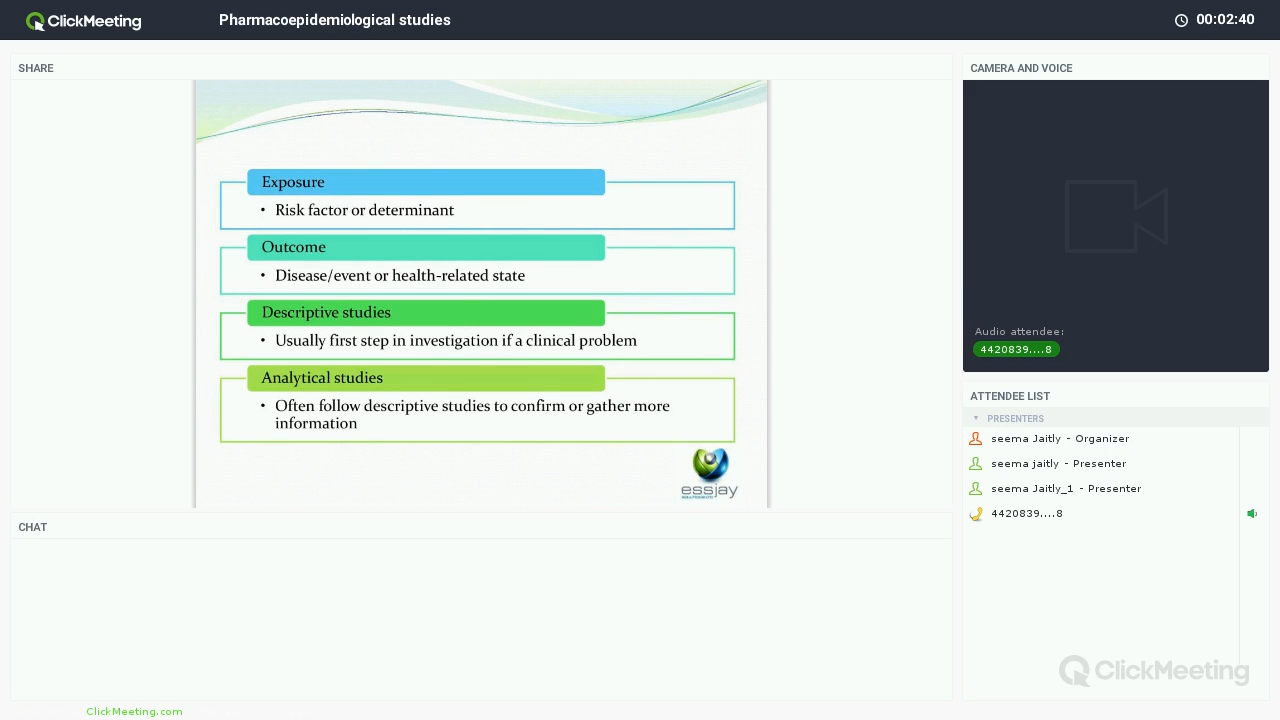 ClickMeeting
Pharmacoepidemiological studies
00:02:40
SHARE
Exposure
• Risk factor or determinant
Outcome
• Disease/event or health-related state
Descriptive studies
• Usually first step in investigation if a clinical problem
Analytical studies
• Often follow descriptive studies to confirm or gather more
information
essjay
CHAT
CAMERA AND VOICE
Audio attendee:
4420839....8
ATTENDEE LIST
PRESENTERS
seema Jaitly - Organizer
seema jaitly - Presenter
seema Jaitly_1 - Presenter
4420839....8
ClickMeeting
ClickMeeting.com